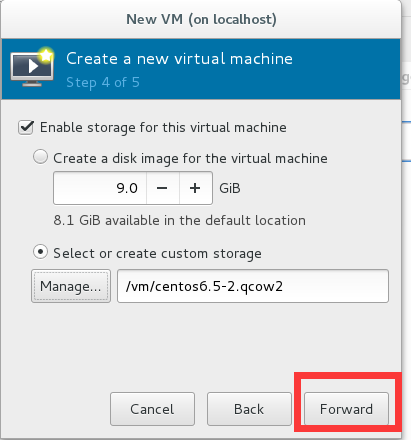 New VM (on localhost)
Create a new virtual machine
Step 4 of 5
Enable storage for this virtual machine
Create a disk image for the virtual machine
9.0 − + GiB
8.1 GiB available in the default location
Select or create custom storage
Manage... /vm/centos6.5-2.qcow2
Cancel Back Forward